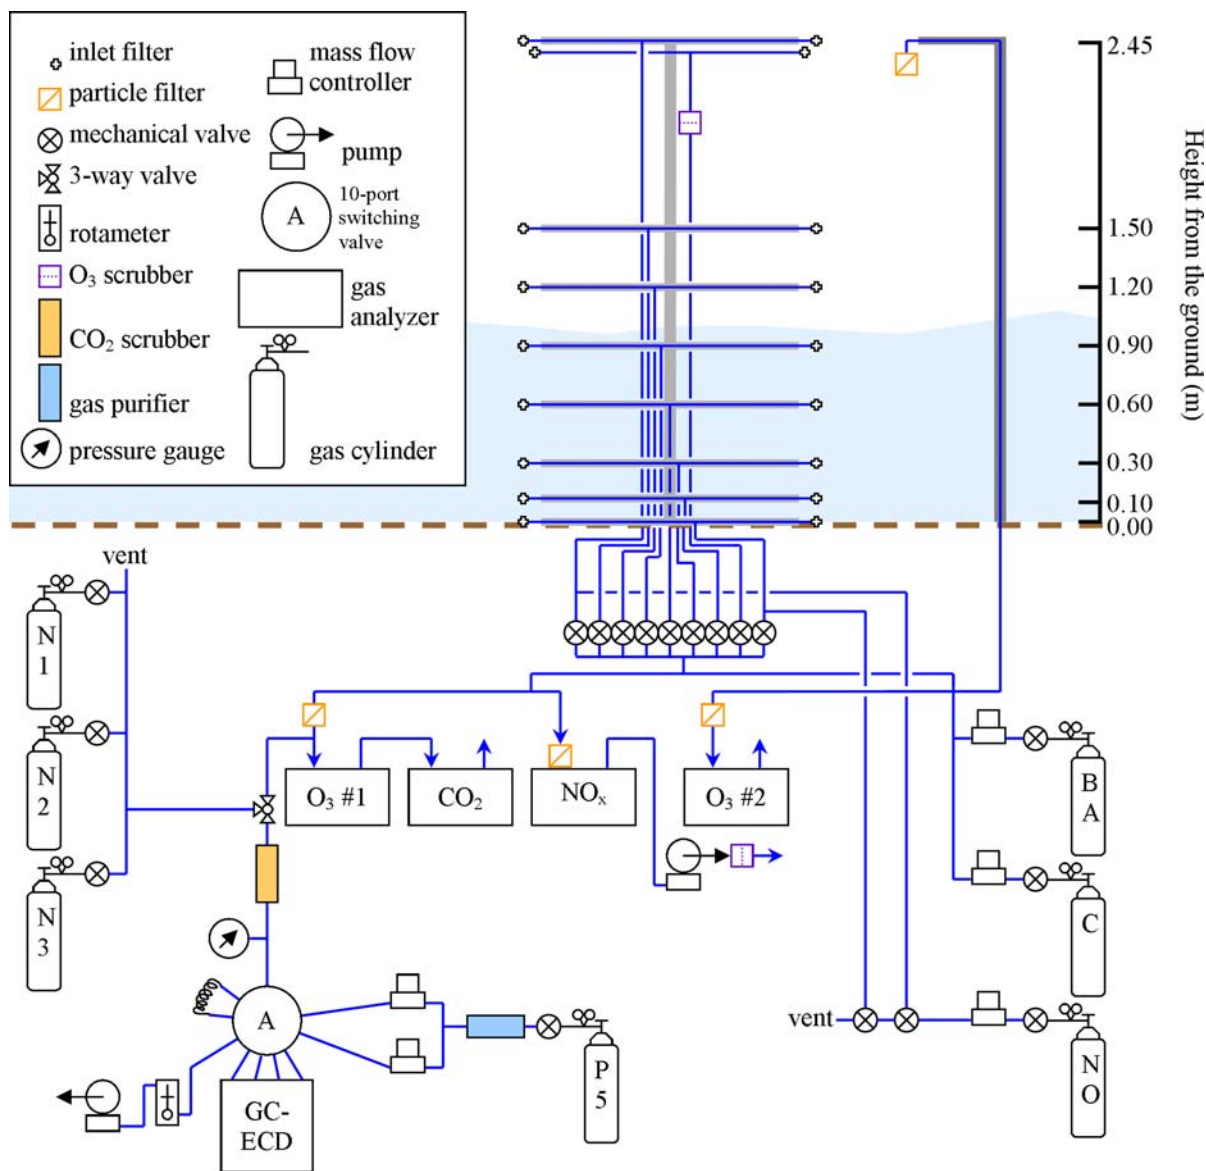 inlet filter
particle filter
mechanical valve
3-way valve
rotameter
O₃ scrubber
CO₂ scrubber
gas purifier
pressure gauge
mass flow
controller
pump
A
10-port
switching
valve
gas
analyzer
gas cylinder
2.45
1.50
1.20
0.90
0.60
0.30
0.10
0.00
Height from the ground (m)
vent
N
1
N
2
N
3
O₃ #1
CO₂
NOₓ
O₃ #2
B
A
C
vent
N
O
A
P
5
GC-
ECD